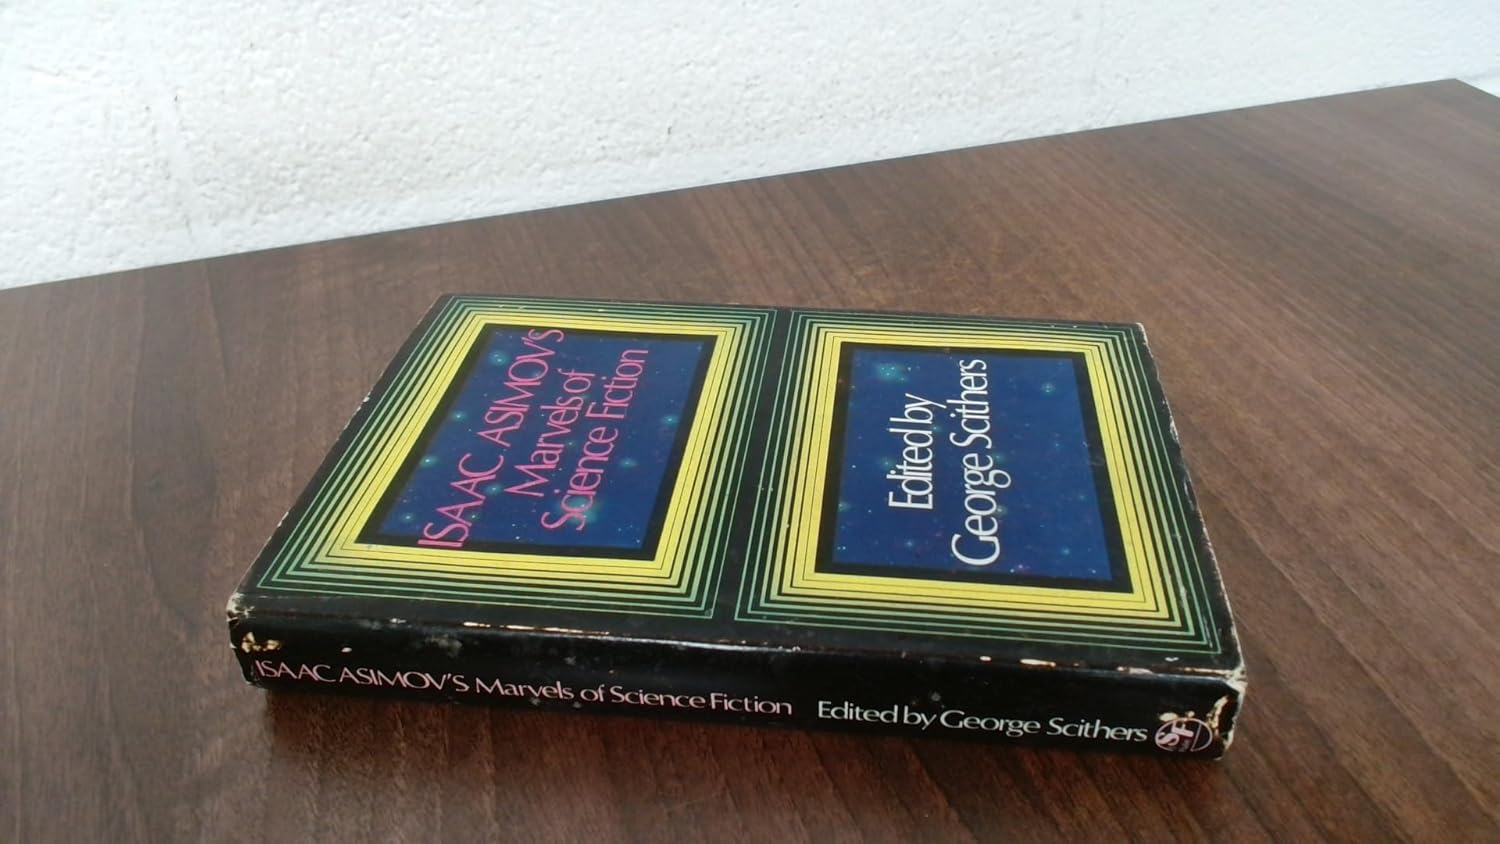 ISAAC ASIMOV'S
Marvels of
Science Fiction
Edited by
George Scithers
ISAAC ASIMOV'S Marvels of Science Fiction Edited by George Scithers SF